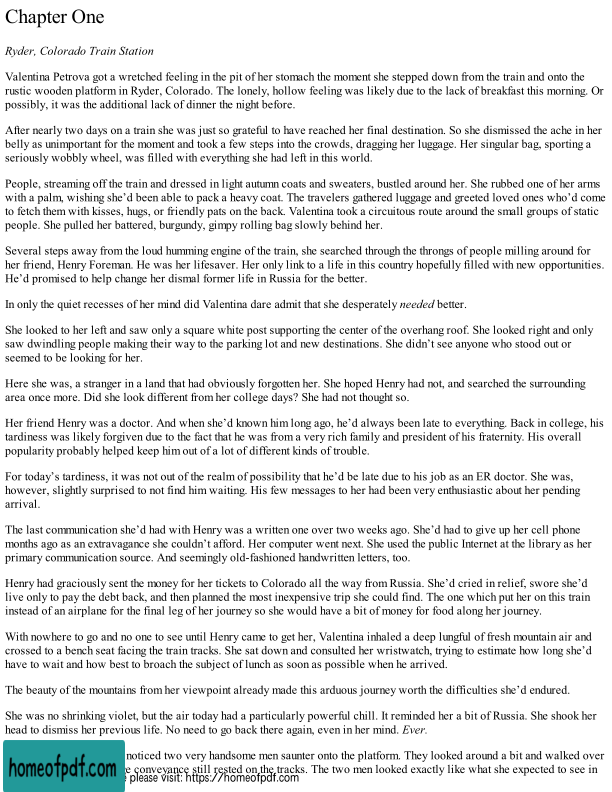 Chapter One
Ryder, Colorado Train Station
Valentina Petrova got a wretched feeling in the pit of her stomach the moment she stepped down from the train and onto the
rustic wooden platform in Ryder, Colorado. The lonely, hollow feeling was likely due to the lack of breakfast this morning. Or
possibly, it was the additional lack of dinner the night before.
After nearly two days on a train she was just so grateful to have reached her final destination. So she dismissed the ache in her
belly as unimportant for the moment and took a few steps into the crowds, dragging her luggage. Her singular bag, sporting a
seriously wobbly wheel, was filled with everything she had left in this world.
People, streaming off the train and dressed in light autumn coats and sweaters, bustled around her. She rubbed one of her arms
with a palm, wishing she’d been able to pack a heavy coat. The travelers gathered luggage and greeted loved ones who’d come
to fetch them with kisses, hugs, or friendly pats on the back. Valentina took a circuitous route around the small groups of static
people. She pulled her battered, burgundy, gimpy rolling bag slowly behind her.
Several steps away from the loud humming engine of the train, she searched through the throngs of people milling around for
her friend, Henry Foreman. He was her lifesaver. Her only link to a life in this country hopefully filled with new opportunities.
He’d promised to help change her dismal former life in Russia for the better.
In only the quiet recesses of her mind did Valentina dare admit that she desperately needed better.
She looked to her left and saw only a square white post supporting the center of the overhang roof. She looked right and only
saw dwindling people making their way to the parking lot and new destinations. She didn’t see anyone who stood out or
seemed to be looking for her.
Here she was, a stranger in a land that had obviously forgotten her. She hoped Henry had not, and searched the surrounding
area once more. Did she look different from her college days? She had not thought so.
Her friend Henry was a doctor. And when she’d known him long ago, he’d always been late to everything. Back in college, his
tardiness was likely forgiven due to the fact that he was from a very rich family and president of his fraternity. His overall
popularity probably helped keep him out of a lot of different kinds of trouble.
For today’s tardiness, it was not out of the realm of possibility that he’d be late due to his job as an ER doctor. She was,
however, slightly surprised to not find him waiting. His few messages to her had been very enthusiastic about her pending
arrival.
The last communication she’d had with Henry was a written one over two weeks ago. She’d had to give up her cell phone
months ago as an extravagance she couldn’t afford. Her computer went next. She used the public Internet at the library as her
primary communication source. And seemingly old-fashioned handwritten letters, too.
Henry had graciously sent the money for her tickets to Colorado all the way from Russia. She’d cried in relief, swore she’d
live only to pay the debt back, and then planned the most inexpensive trip she could find. The one which put her on this train
instead of an airplane for the final leg of her journey so she would have a bit of money for food along her journey.
With nowhere to go and no one to see until Henry came to get her, Valentina inhaled a deep lungful of fresh mountain air and
crossed to a bench seat facing the train tracks. She sat down and consulted her wristwatch, trying to estimate how long she’d
have to wait and how best to broach the subject of lunch as soon as possible when he arrived.
The beauty of the mountains from her viewpoint already made this arduous journey worth the difficulties she’d endured.
She was no shrinking violet, but the air today had a particularly powerful chill. It reminded her a bit of Russia. She shook her
head to dismiss her previous life. No need to go back there again, even in her mind. Ever.
noticed two very handsome men saunter onto the platform. They looked around a bit and walked over
conveyance still rested on the tracks. The two men looked exactly like what she expected to see in
homeofpdf.com
please visit: https://homeofpdf.com